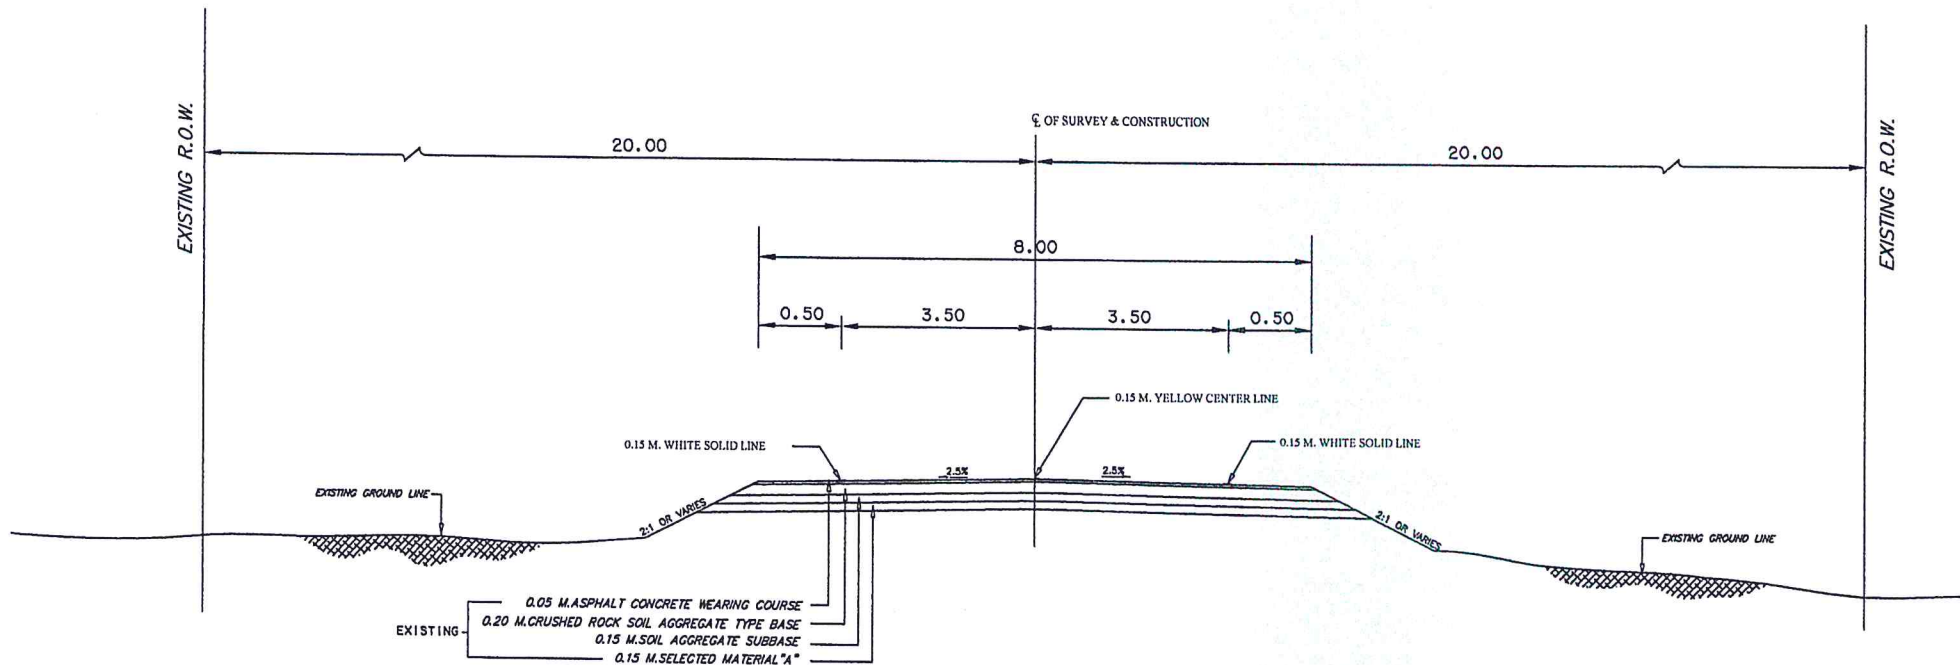 EXISTING R.O.W.
20.00
℄ OF SURVEY & CONSTRUCTION
20.00
EXISTING R.O.W.
8.00
0.50
3.50
3.50
0.50
0.15 M. YELLOW CENTER LINE
0.15 M. WHITE SOLID LINE
0.15 M. WHITE SOLID LINE
2.5%
2.5%
EXISTING GROUND LINE
2:1 OR VARIES
2:1 OR VARIES
EXISTING GROUND LINE
EXISTING
0.05 M.ASPHALT CONCRETE WEARING COURSE
0.20 M.CRUSHED ROCK SOIL AGGREGATE TYPE BASE
0.15 M.SOIL AGGREGATE SUBBASE
0.15 M.SELECTED MATERIAL "A"